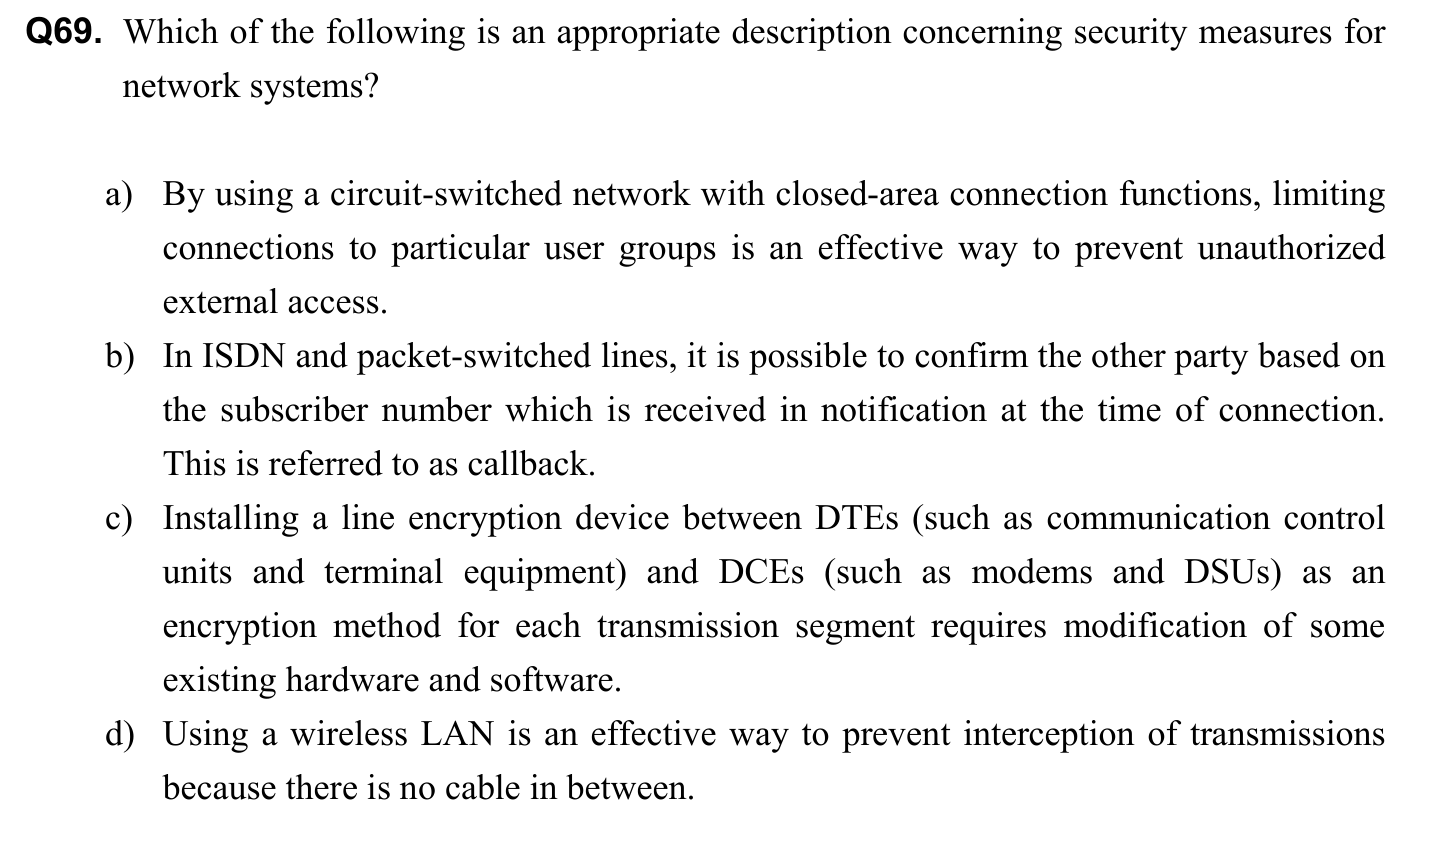 Q69. Which of the following is an appropriate description concerning security measures for
network systems?
a) By using a circuit-switched network with closed-area connection functions, limiting
connections to particular user groups is an effective way to prevent unauthorized
external access.
b) In ISDN and packet-switched lines, it is possible to confirm the other party based on
the subscriber number which is received in notification at the time of connection.
This is referred to as callback.
c) Installing a line encryption device between DTEs (such as communication control
units and terminal equipment) and DCEs (such as modems and DSUs) as an
encryption method for each transmission segment requires modification of some
existing hardware and software.
d) Using a wireless LAN is an effective way to prevent interception of transmissions
because there is no cable in between.